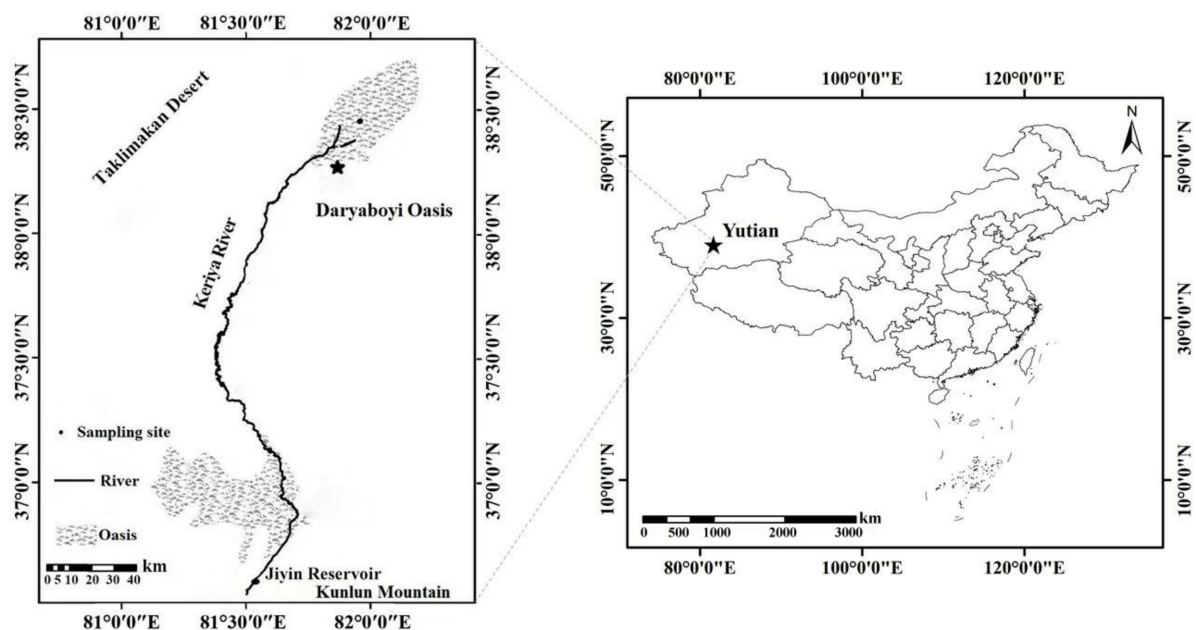 81°0′0″E 81°30′0″E 82°0′0″E
38°30′0″N
38°0′0″N
37°30′0″N
37°0′0″N
Taklimakan Desert
Daryaboyi Oasis
Keriya River
Sampling site
River
Oasis
0 5 10 20 30 40 km
Jiyin Reservoir
Kunlun Mountain
38°30′0″N
38°0′0″N
37°30′0″N
37°0′0″N
81°0′0″E 81°30′0″E 82°0′0″E
80°0′0″E 100°0′0″E 120°0′0″E
50°0′0″N
30°0′0″N
10°0′0″N
N
Yutian
km
0 500 1000 2000 3000
50°0′0″N
30°0′0″N
10°0′0″N
80°0′0″E 100°0′0″E 120°0′0″E